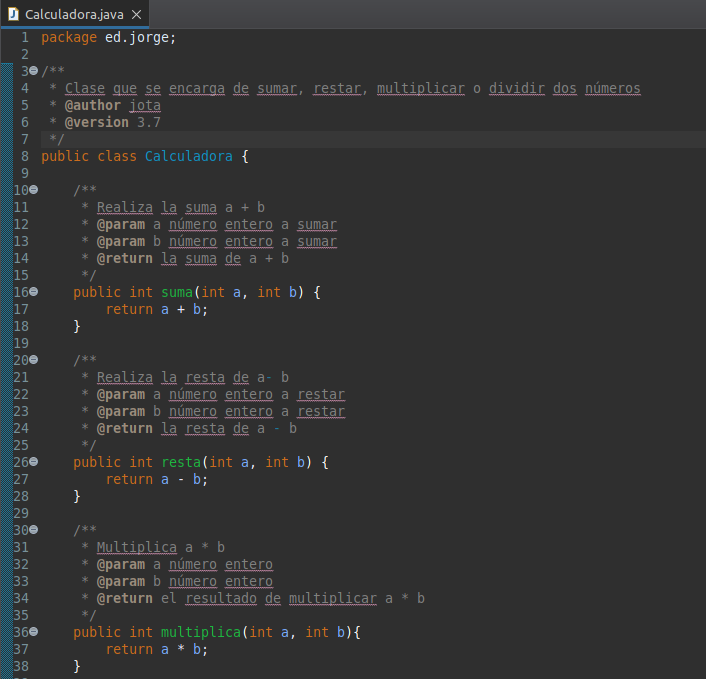 Calculadora.java
1 package ed.jorge;
2
3 /**
4  * Clase que se encarga de sumar, restar, multiplicar o dividir dos números
5  * @author jota
6  * @version 3.7
7  */
8 public class Calculadora {
9
10     /**
11      * Realiza la suma a + b
12      * @param a número entero a sumar
13      * @param b número entero a sumar
14      * @return la suma de a + b
15      */
16     public int suma(int a, int b) {
17         return a + b;
18     }
19
20     /**
21      * Realiza la resta de a- b
22      * @param a número entero a restar
23      * @param b número entero a restar
24      * @return la resta de a - b
25      */
26     public int resta(int a, int b) {
27         return a - b;
28     }
29
30     /**
31      * Multiplica a * b
32      * @param a número entero
33      * @param b número entero
34      * @return el resultado de multiplicar a * b
35      */
36     public int multiplica(int a, int b){
37         return a * b;
38     }